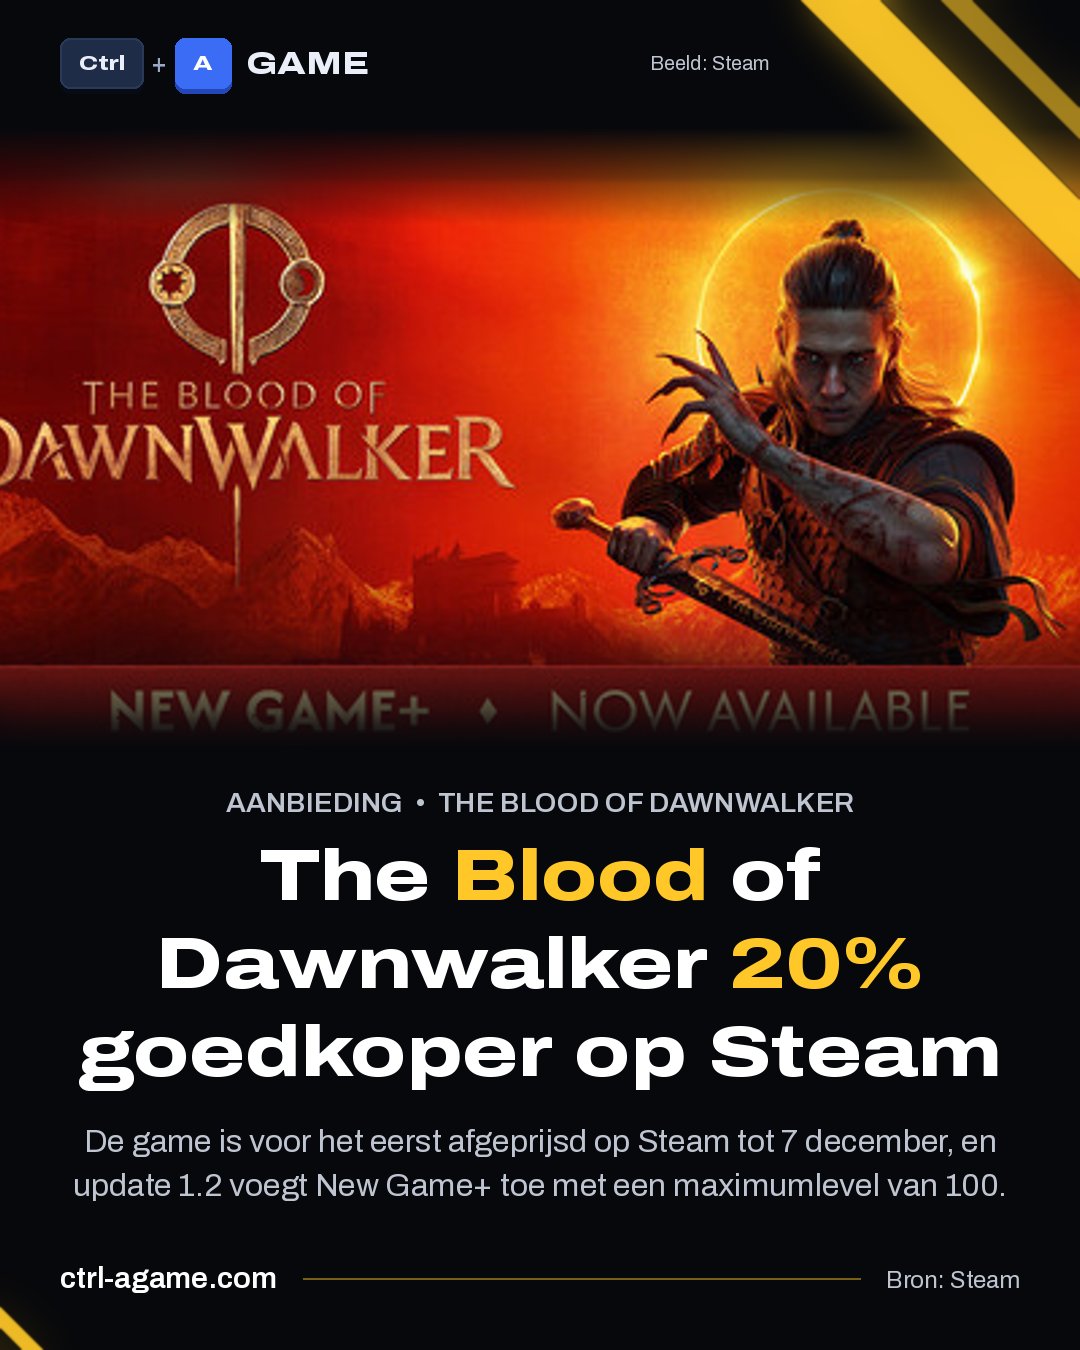 Ctrl + A GAME
Beeld: Steam
THE BLOOD OF
DAWNWALKER
NEW GAME+ ♦ NOW AVAILABLE
AANBIEDING • THE BLOOD OF DAWNWALKER
The Blood of
Dawnwalker 20%
goedkoper op Steam
De game is voor het eerst afgeprijsd op Steam tot 7 december, en
update 1.2 voegt New Game+ toe met een maximumlevel van 100.
ctrl-agame.com
Bron: Steam